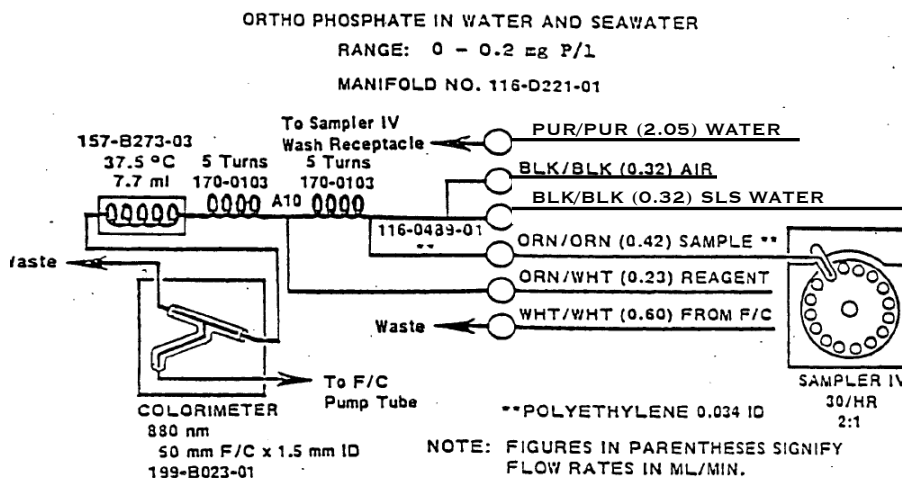 ORTHO PHOSPHATE IN WATER AND SEAWATER
RANGE: 0 - 0.2 mg P/l
MANIFOLD NO. 116-D221-01
To Sampler IV
Wash Receptacle
PUR/PUR (2.05) WATER
157-B273-03
37.5 °C
7.7 ml
5 Turns
170-0103
A10
5 Turns
170-0103
BLK/BLK (0.32) AIR
BLK/BLK (0.32) SLS WATER
116-0489-01
**
ORN/ORN (0.42) SAMPLE **
ORN/WHT (0.23) REAGENT
Waste
WHT/WHT (0.60) FROM F/C
Waste
To F/C
Pump Tube
COLORIMETER
880 nm
50 mm F/C x 1.5 mm ID
199-B023-01
SAMPLER IV
30/HR
2:1
**POLYETHYLENE 0.034 ID
NOTE: FIGURES IN PARENTHESES SIGNIFY
FLOW RATES IN ML/MIN.